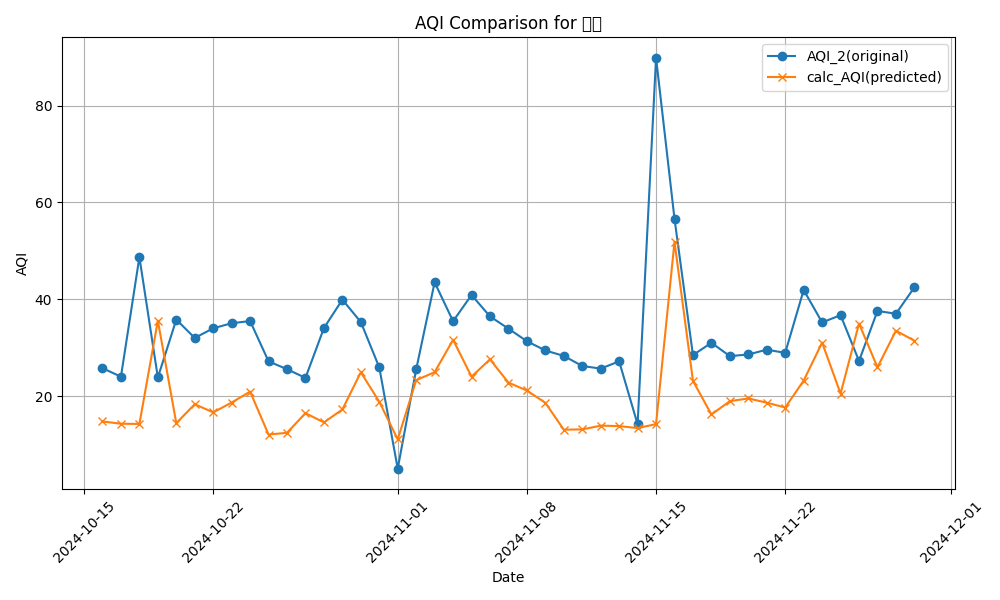 AQI Comparison for
AQI
80
60
40
20
AQI_2(original)
calc_AQI(predicted)
2024-10-15
2024-10-22
2024-11-01
2024-11-08
2024-11-15
2024-11-22
2024-12-01
Date